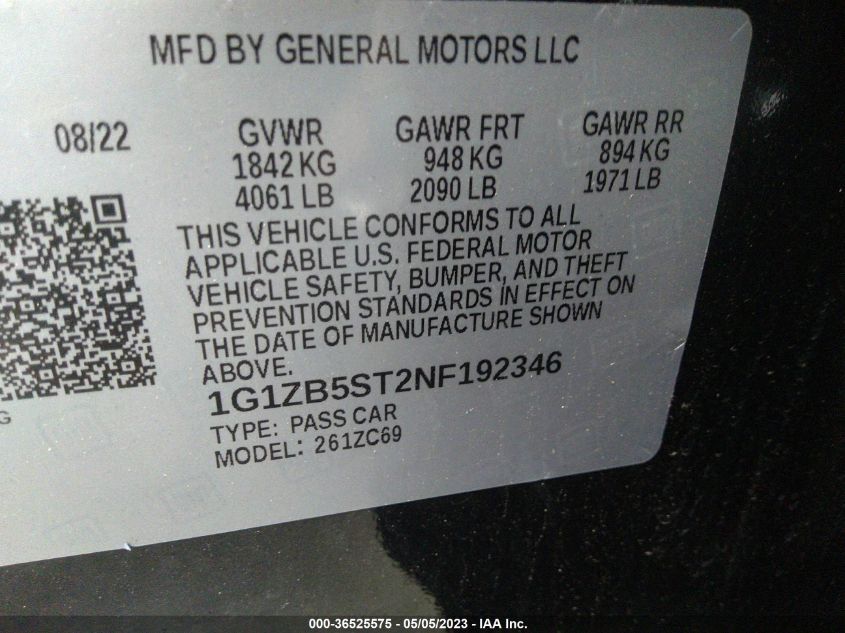 MFD BY GENERAL MOTORS LLC
08/22 GVWR GAWR FRT GAWR RR
1842 KG 948 KG 894 KG
4061 LB 2090 LB 1971 LB
THIS VEHICLE CONFORMS TO ALL
APPLICABLE U.S. FEDERAL MOTOR
VEHICLE SAFETY, BUMPER, AND THEFT
PREVENTION STANDARDS IN EFFECT ON
THE DATE OF MANUFACTURE SHOWN
ABOVE.
1G1ZB5ST2NF192346
TYPE: PASS CAR
MODEL: 261ZC69
G
000-36525575 - 05/05/2023 - IAA Inc.